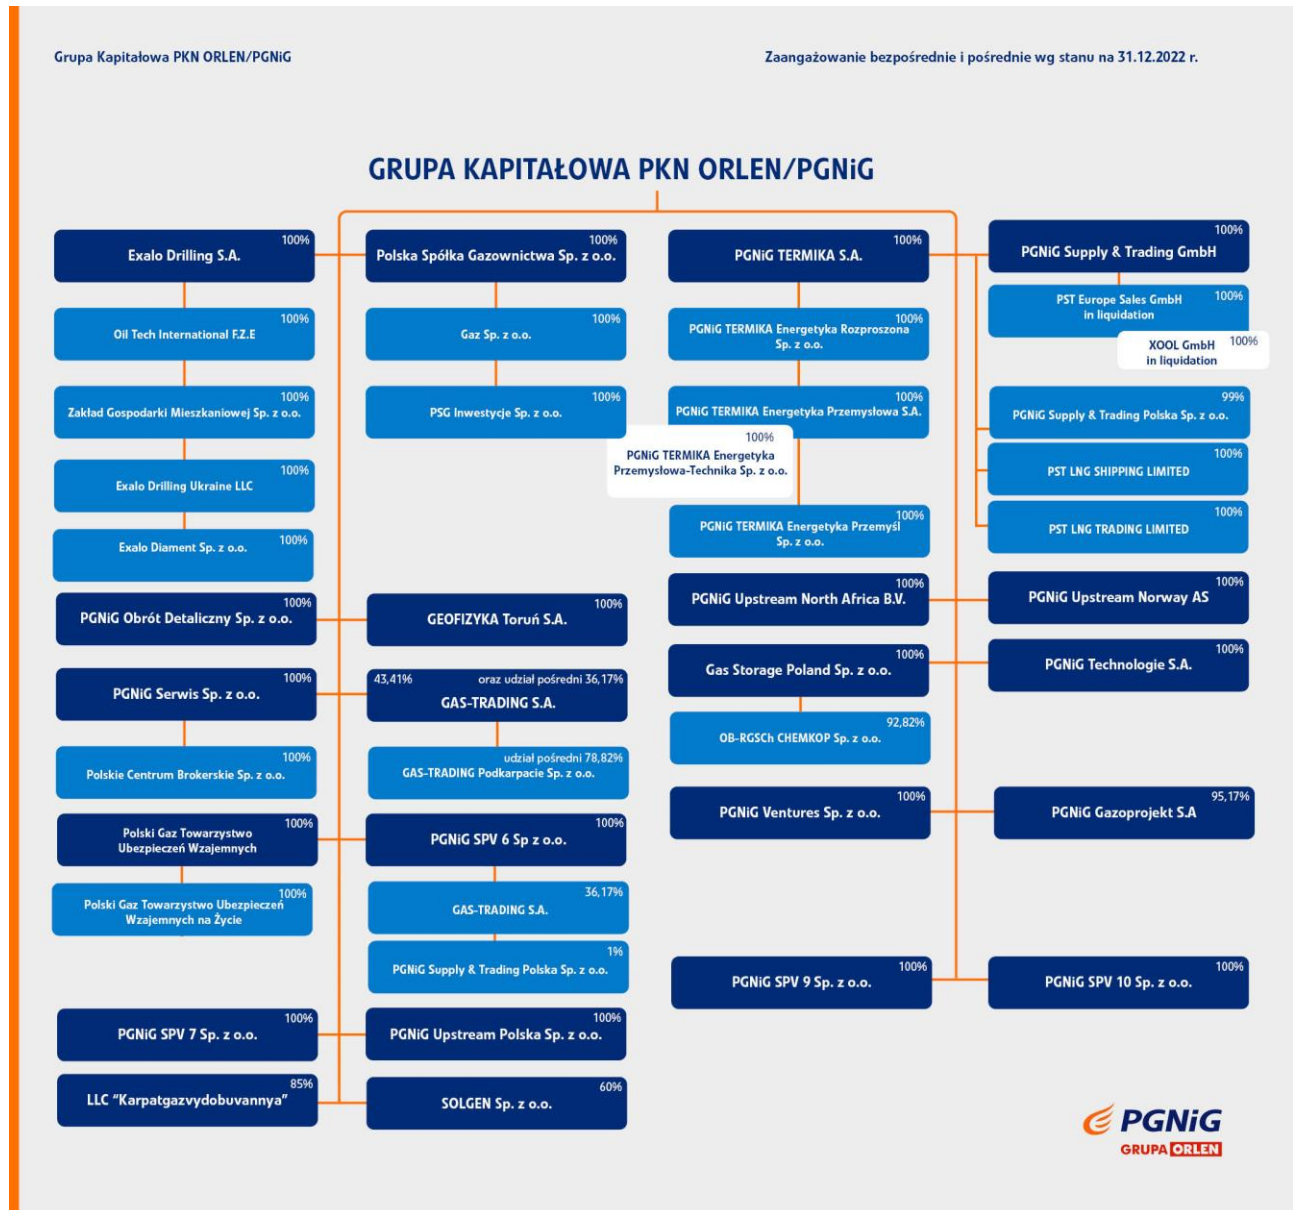 Grupa Kapitałowa PKN ORLEN/PGNiG
Zaangażowanie bezpośrednie i pośrednie wg stanu na 31.12.2022 r.
GRUPA KAPITAŁOWA PKN ORLEN/PGNiG
100%
Exalo Drilling S.A.
100%
Oil Tech International F.Z.E
100%
Zakład Gospodarki Mieszkaniowej Sp. z o.o.
100%
Exalo Drilling Ukraine LLC
100%
Exalo Diament Sp. z o.o.
100%
Polska Spółka Gazownictwa Sp. z o.o.
100%
Gaz Sp. z o.o.
100%
PSG Inwestycje Sp. z o.o.
100%
PGNiG TERMIKA S.A.
100%
PGNiG TERMIKA Energetyka Rozproszona
Sp. z o.o.
100%
PGNiG TERMIKA Energetyka Przemysłowa S.A.
100%
PGNiG TERMIKA Energetyka
Przemysłowa-Technika Sp. z o.o.
100%
PGNiG TERMIKA Energetyka Przemyśl
Sp. z o.o.
100%
PGNiG Supply & Trading GmbH
100%
PST Europe Sales GmbH
in liquidation
100%
XOOL GmbH
in liquidation
99%
PGNiG Supply & Trading Polska Sp. z o.o.
100%
PST LNG SHIPPING LIMITED
100%
PST LNG TRADING LIMITED
100%
PGNiG Obrót Detaliczny Sp. z o.o.
100%
GEOFIZYKA Toruń S.A.
100%
PGNiG Upstream North Africa B.V.
100%
PGNiG Upstream Norway AS
100%
PGNiG Serwis Sp. z o.o.
100%
Polskie Centrum Brokerskie Sp. z o.o.
43,41% oraz udział pośredni 36,17%
GAS-TRADING S.A.
udział pośredni 78,82%
GAS-TRADING Podkarpacie Sp. z o.o.
100%
Gas Storage Poland Sp. z o.o.
92,82%
OB-RGSCh CHEMKOP Sp. z o.o.
100%
PGNiG Technologie S.A.
100%
Polski Gaz Towarzystwo
Ubezpieczeń Wzajemnych
100%
Polski Gaz Towarzystwo Ubezpieczeń
Wzajemnych na Życie
100%
PGNiG SPV 6 Sp z o.o.
36,17%
GAS-TRADING S.A.
1%
PGNiG Supply & Trading Polska Sp. z o.o.
100%
PGNiG Ventures Sp. z o.o.
95,17%
PGNiG Gazoprojekt S.A
100%
PGNiG SPV 9 Sp. z o.o.
100%
PGNiG SPV 10 Sp. z o.o.
100%
PGNiG SPV 7 Sp. z o.o.
100%
PGNiG Upstream Polska Sp. z o.o.
85%
LLC "Karpatgazvydobuvannya"
60%
SOLGEN Sp. z o.o.
PGNiG
GRUPA ORLEN